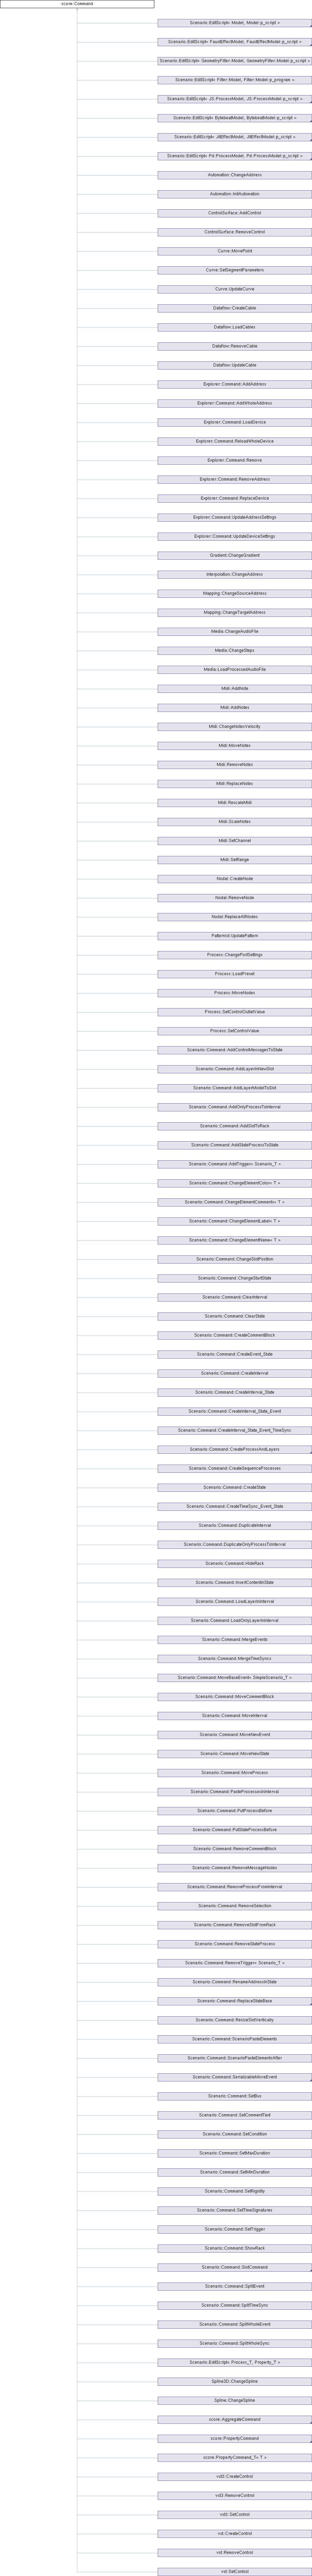 score::Command
Scenario::EditScript< Model, Model::p_script >
Scenario::EditScript< FaustEffectModel, FaustEffectModel::p_script >
Scenario::EditScript< GeometryFilter::Model, GeometryFilter::Model::p_script >
Scenario::EditScript< Filter::Model, Filter::Model::p_program >
Scenario::EditScript< JS::ProcessModel, JS::ProcessModel::p_script >
Scenario::EditScript< BytebeatModel, BytebeatModel::p_script >
Scenario::EditScript< JitEffectModel, JitEffectModel::p_script >
Scenario::EditScript< Pd::ProcessModel, Pd::ProcessModel::p_script >
Automation::ChangeAddress
Automation::InitAutomation
ControlSurface::AddControl
ControlSurface::RemoveControl
Curve::MovePoint
Curve::SetSegmentParameters
Curve::UpdateCurve
Dataflow::CreateCable
Dataflow::LoadCables
Dataflow::RemoveCable
Dataflow::UpdateCable
Explorer::Command::AddAddress
Explorer::Command::AddWholeAddress
Explorer::Command::LoadDevice
Explorer::Command::ReloadWholeDevice
Explorer::Command::Remove
Explorer::Command::RemoveAddress
Explorer::Command::ReplaceDevice
Explorer::Command::UpdateAddressSettings
Explorer::Command::UpdateDeviceSettings
Gradient::ChangeGradient
Interpolation::ChangeAddress
Mapping::ChangeSourceAddress
Mapping::ChangeTargetAddress
Media::ChangeAudioFile
Media::ChangeSteps
Media::LoadProcessedAudioFile
Midi::AddNote
Midi::AddNotes
Midi::ChangeNotesVelocity
Midi::MoveNotes
Midi::RemoveNotes
Midi::ReplaceNotes
Midi::RescaleMidi
Midi::ScaleNotes
Midi::SetChannel
Midi::SetRange
Nodal::CreateNode
Nodal::RemoveNode
Nodal::ReplaceAllNodes
Patternist::UpdatePattern
Process::ChangePortSettings
Process::LoadPreset
Process::MoveNodes
Process::SetControlOutletValue
Process::SetControlValue
Scenario::Command::AddControlMessagesToState
Scenario::Command::AddLayerInNewSlot
Scenario::Command::AddLayerModelToSlot
Scenario::Command::AddOnlyProcessToInterval
Scenario::Command::AddSlotToRack
Scenario::Command::AddStateProcessToState
Scenario::Command::AddTrigger< Scenario_T >
Scenario::Command::ChangeElementColor< T >
Scenario::Command::ChangeElementComments< T >
Scenario::Command::ChangeElementLabel< T >
Scenario::Command::ChangeElementName< T >
Scenario::Command::ChangeSlotPosition
Scenario::Command::ChangeStartState
Scenario::Command::ClearInterval
Scenario::Command::ClearState
Scenario::Command::CreateCommentBlock
Scenario::Command::CreateEvent_State
Scenario::Command::CreateInterval
Scenario::Command::CreateInterval_State
Scenario::Command::CreateInterval_State_Event
Scenario::Command::CreateInterval_State_Event_TimeSync
Scenario::Command::CreateProcessAndLayers
Scenario::Command::CreateSequenceProcesses
Scenario::Command::CreateState
Scenario::Command::CreateTimeSync_Event_State
Scenario::Command::DuplicateInterval
Scenario::Command::DuplicateOnlyProcessToInterval
Scenario::Command::HideRack
Scenario::Command::InsertContentInState
Scenario::Command::LoadLayerInInterval
Scenario::Command::LoadOnlyLayerInInterval
Scenario::Command::MergeEvents
Scenario::Command::MergeTimeSyncs
Scenario::Command::MoveBaseEvent< SimpleScenario_T >
Scenario::Command::MoveCommentBlock
Scenario::Command::MoveInterval
Scenario::Command::MoveNewEvent
Scenario::Command::MoveNewState
Scenario::Command::MoveProcess
Scenario::Command::PasteProcessesInInterval
Scenario::Command::PutProcessBefore
Scenario::Command::PutStateProcessBefore
Scenario::Command::RemoveCommentBlock
Scenario::Command::RemoveMessageNodes
Scenario::Command::RemoveProcessFromInterval
Scenario::Command::RemoveSelection
Scenario::Command::RemoveSlotFromRack
Scenario::Command::RemoveStateProcess
Scenario::Command::RemoveTrigger< Scenario_T >
Scenario::Command::RenameAddressInState
Scenario::Command::ReplaceStateBase
Scenario::Command::ResizeSlotVertically
Scenario::Command::ScenarioPasteElements
Scenario::Command::ScenarioPasteElementsAfter
Scenario::Command::SerializableMoveEvent
Scenario::Command::SetBus
Scenario::Command::SetCommentText
Scenario::Command::SetCondition
Scenario::Command::SetMaxDuration
Scenario::Command::SetMinDuration
Scenario::Command::SetRigidity
Scenario::Command::SetTimeSignatures
Scenario::Command::SetTrigger
Scenario::Command::ShowRack
Scenario::Command::SlotCommand
Scenario::Command::SplitEvent
Scenario::Command::SplitTimeSync
Scenario::Command::SplitWholeEvent
Scenario::Command::SplitWholeSync
Scenario::EditScript< Process_T, Property_T >
Spline3D::ChangeSpline
Spline::ChangeSpline
score::AggregateCommand
score::PropertyCommand
score::PropertyCommand_T< T >
vst3::CreateControl
vst3::RemoveControl
vst3::SetControl
vst::CreateControl
vst::RemoveControl
vst::SetControl